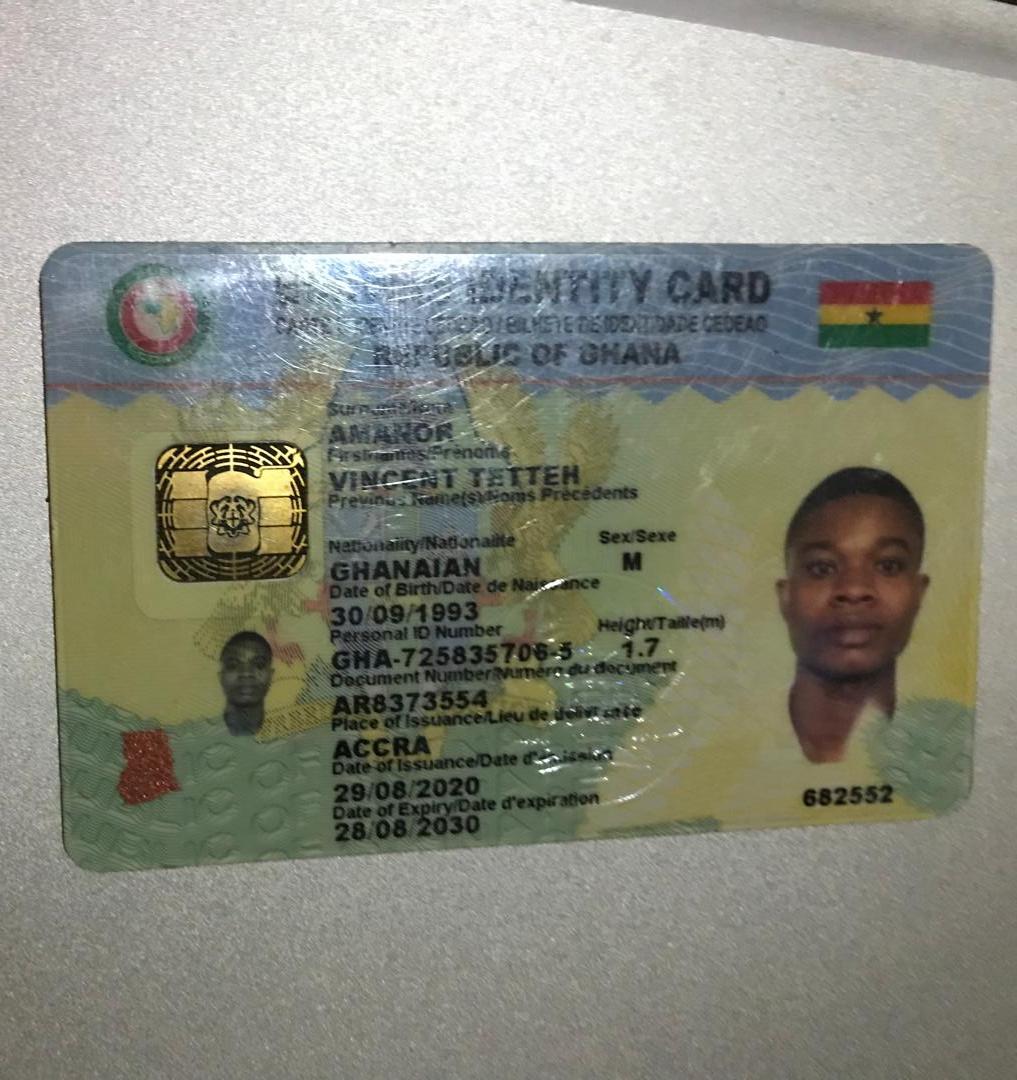 IDENTITY CARD
CEDEAO / BILHETE DE IDENTIDADE CEDEAO
REPUBLIC OF GHANA
Surname/Nom
AMANOR
Firstnames/Prénoms
VINCENT TETTEH
Previous Name(s)/Noms Précédents
Nationality/Nationalité
Sex/Sexe
GHANAIAN
M
Date of Birth/Date de Naissance
30/09/1993
Personal ID Number
Height/Taille(m)
GHA-725835706-5
1.7
Document Number/Numéro du document
AR8373554
Place of Issuance/Lieu de délivrance
ACCRA
Date of Issuance/Date d'émission
29/08/2020
682552
Date of Expiry/Date d'expiration
28/08/2030